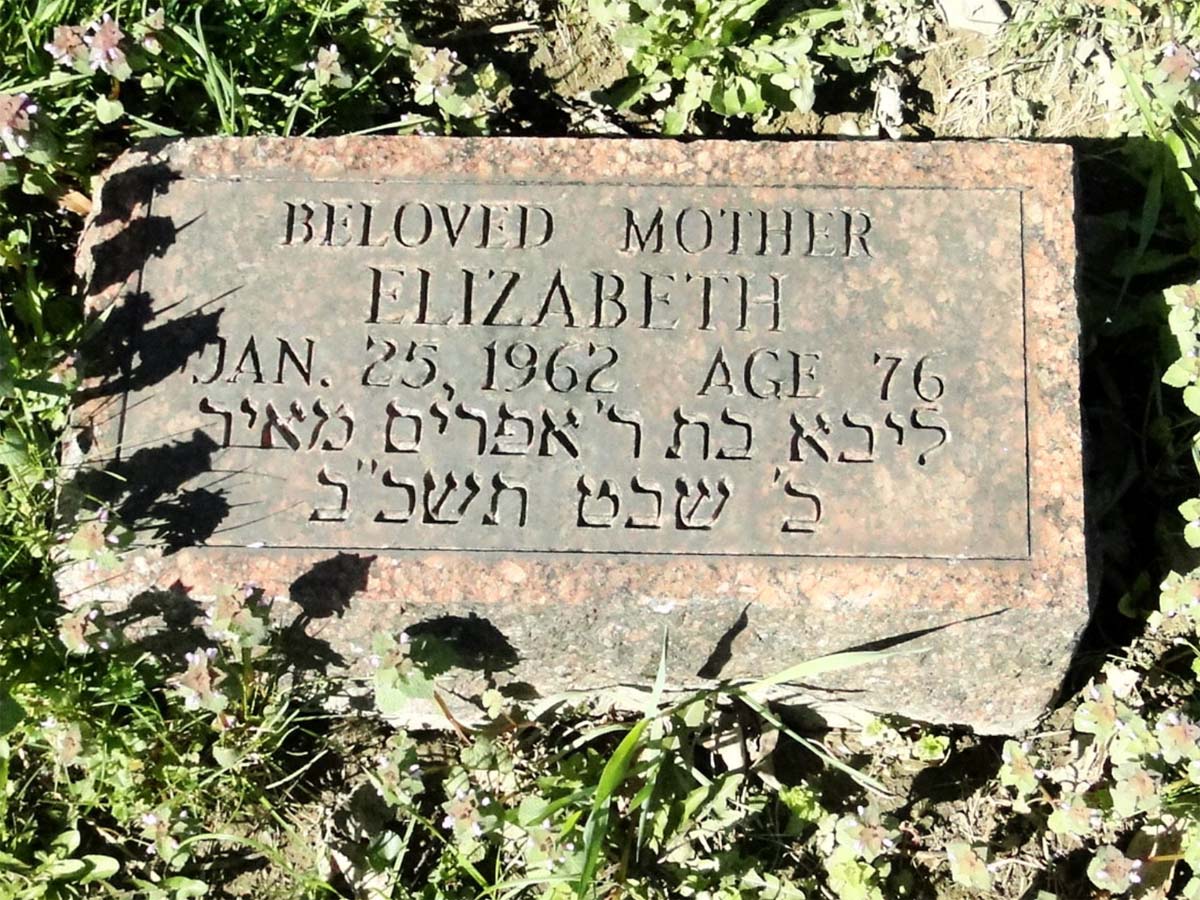 BELOVED MOTHER
ELIZABETH
JAN. 25, 1962 AGE 76
ליבא בת ר' אפרים מאיר
כ' שבט תשכ"ב